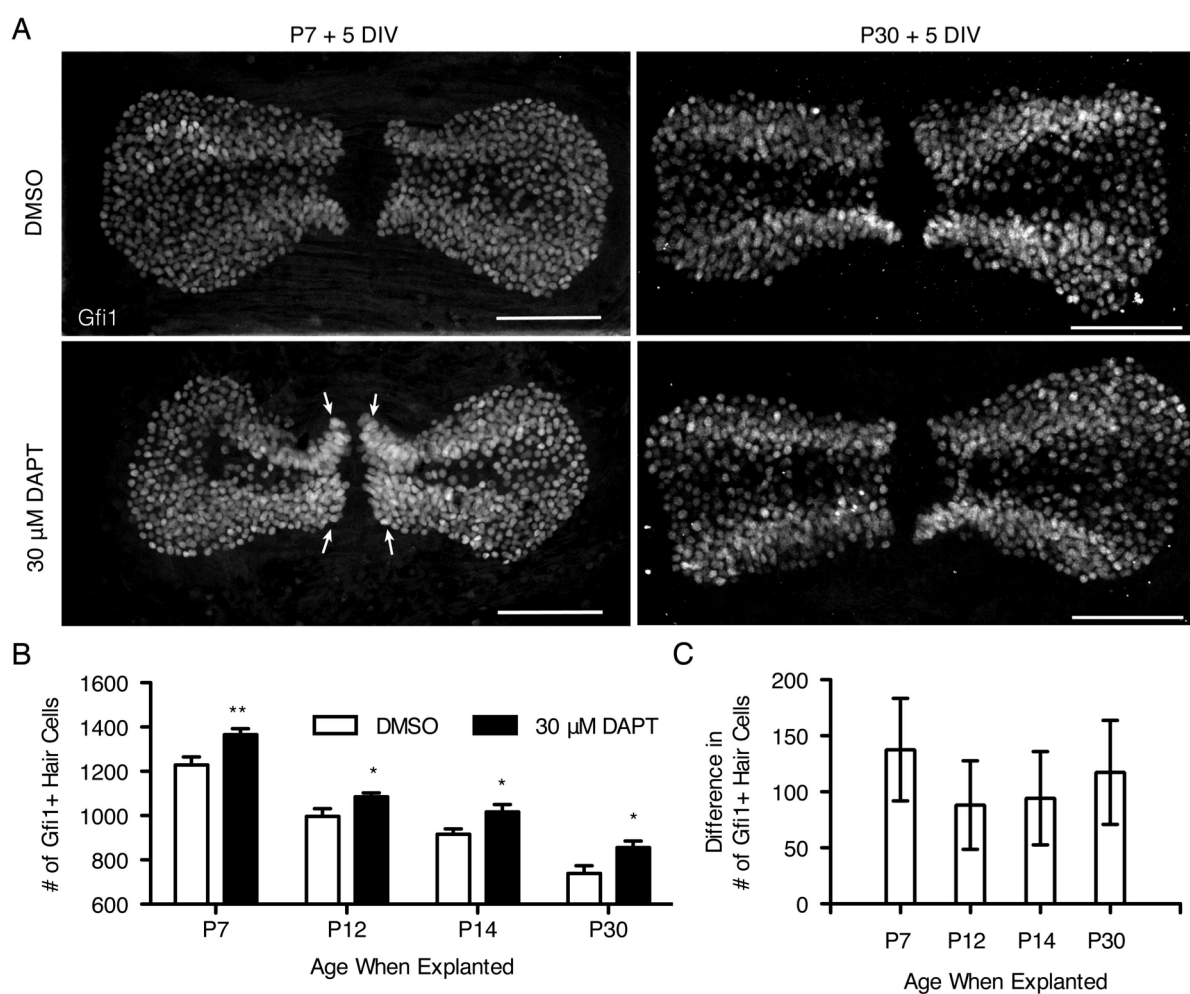 A
P7 + 5 DIV
P30 + 5 DIV
DMSO
Gfi1
30 µM DAPT
B
# of Gfi1+ Hair Cells
1600
1400
1200
1000
800
600
**
*
*
*
DMSO
30 µM DAPT
P7
P12
P14
P30
Age When Explanted
C
Difference in
# of Gfi1+ Hair Cells
200
150
100
50
0
P7
P12
P14
P30
Age When Explanted